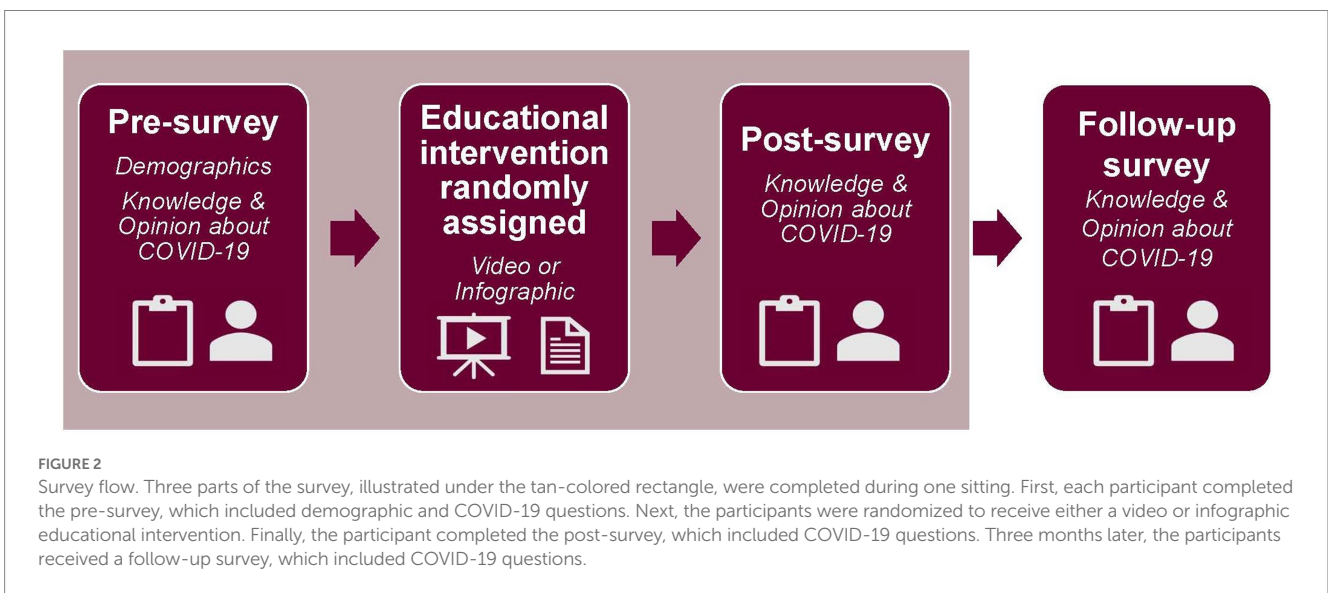 Pre-survey
Demographics
Knowledge &
Opinion about
COVID-19
Educational
intervention
randomly
assigned
Video or
Infographic
Post-survey
Knowledge &
Opinion about
COVID-19
Follow-up
survey
Knowledge &
Opinion about
COVID-19
FIGURE 2
Survey flow. Three parts of the survey, illustrated under the tan-colored rectangle, were completed during one sitting. First, each participant completed
the pre-survey, which included demographic and COVID-19 questions. Next, the participants were randomized to receive either a video or infographic
educational intervention. Finally, the participant completed the post-survey, which included COVID-19 questions. Three months later, the participants
received a follow-up survey, which included COVID-19 questions.